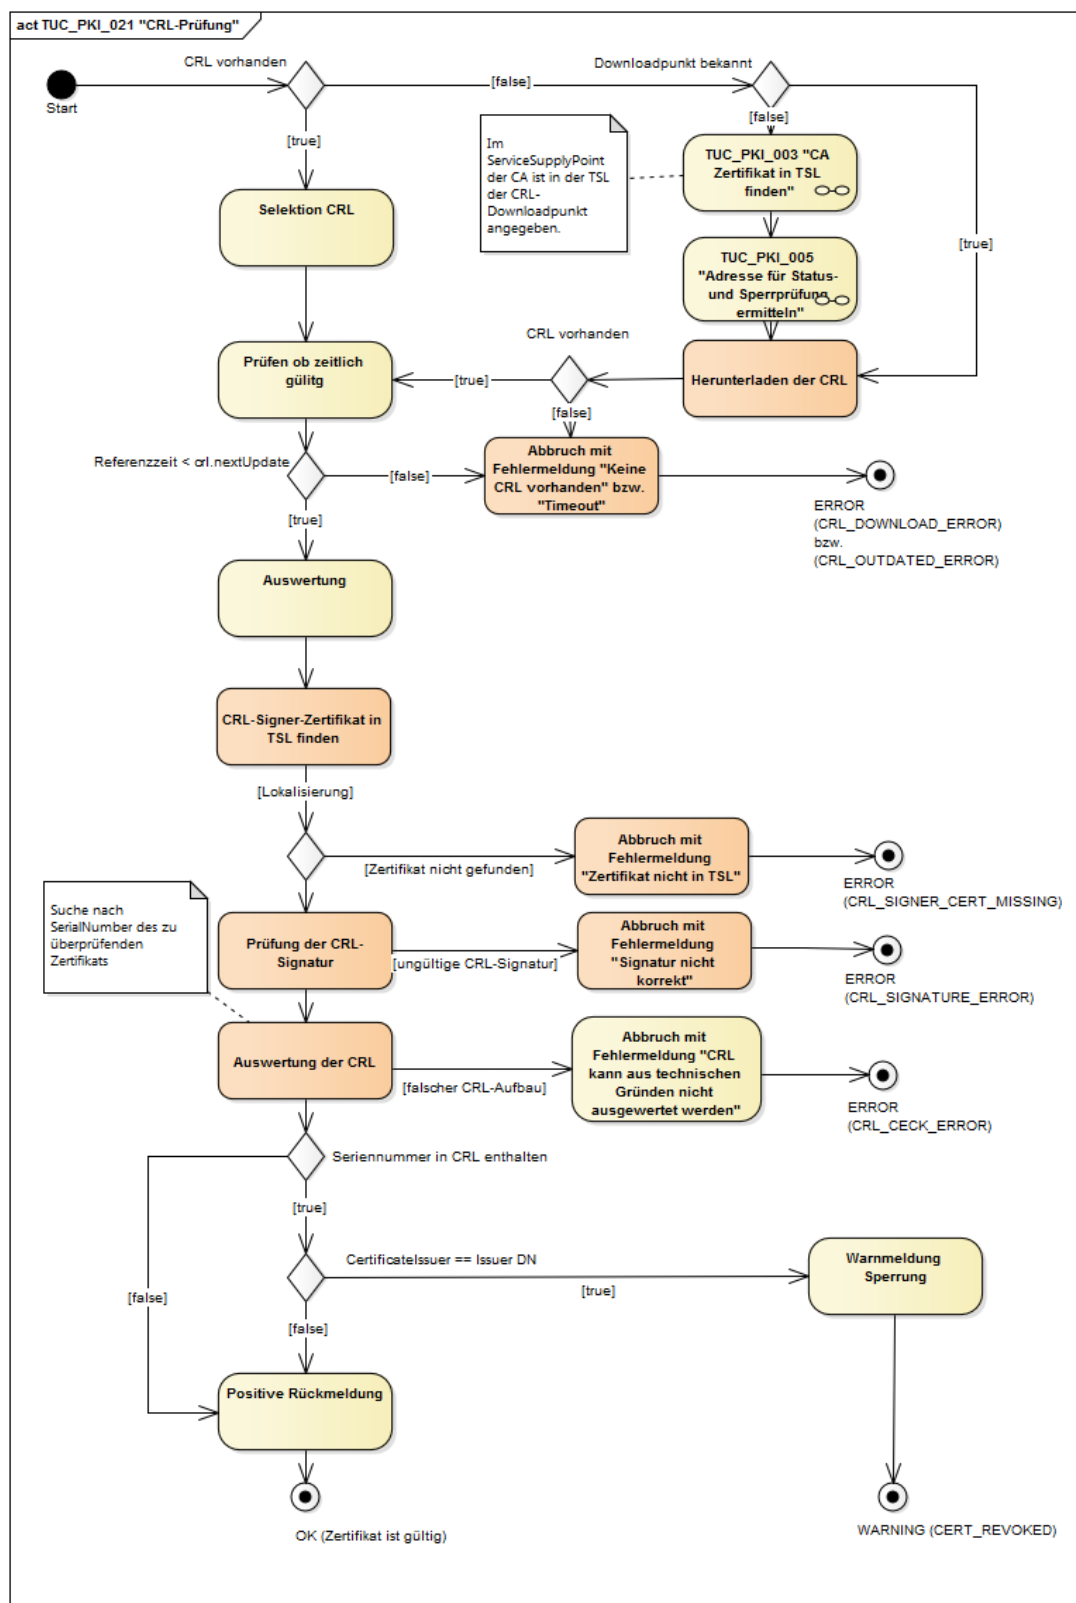 act TUC_PKI_021 "CRL-Prüfung"
CRL vorhanden
Downloadpunkt bekannt
[false]
Start
[false]
[true]
Im
ServiceSupplyPoint
der CA ist in der TSL
der CRL-
Downloadpunkt
angegeben.
TUC_PKI_003 "CA
Zertifikat in TSL
finden"
Selektion CRL
[true]
TUC_PKI_005
"Adresse für Status-
und Sperrprüfung
ermitteln"
CRL vorhanden
Prüfen ob zeitlich
gülitg
[true]
Herunterladen der CRL
[false]
Referenzzeit < crl.nextUpdate
[false]
Abbruch mit
Fehlermeldung "Keine
CRL vorhanden" bzw.
"Timeout"
ERROR
(CRL_DOWNLOAD_ERROR)
bzw.
(CRL_OUTDATED_ERROR)
[true]
Auswertung
CRL-Signer-Zertifikat in
TSL finden
[Lokalisierung]
[Zertifikat nicht gefunden]
Abbruch mit
Fehlermeldung
"Zertifikat nicht in TSL"
ERROR
(CRL_SIGNER_CERT_MISSING)
Suche nach
SerialNumber des zu
überprüfenden
Zertifikats
Prüfung der CRL-
Signatur
[ungültige CRL-Signatur]
Abbruch mit
Fehlermeldung
"Signatur nicht
korrekt"
ERROR
(CRL_SIGNATURE_ERROR)
Auswertung der CRL
[falscher CRL-Aufbau]
Abbruch mit
Fehlermeldung "CRL
kann aus technischen
Gründen nicht
ausgewertet werden"
ERROR
(CRL_CECK_ERROR)
Seriennummer in CRL enthalten
[true]
CertificateIssuer == Issuer DN
[true]
Warnmeldung
Sperrung
[false]
[false]
Positive Rückmeldung
OK (Zertifikat ist gültig)
WARNING (CERT_REVOKED)